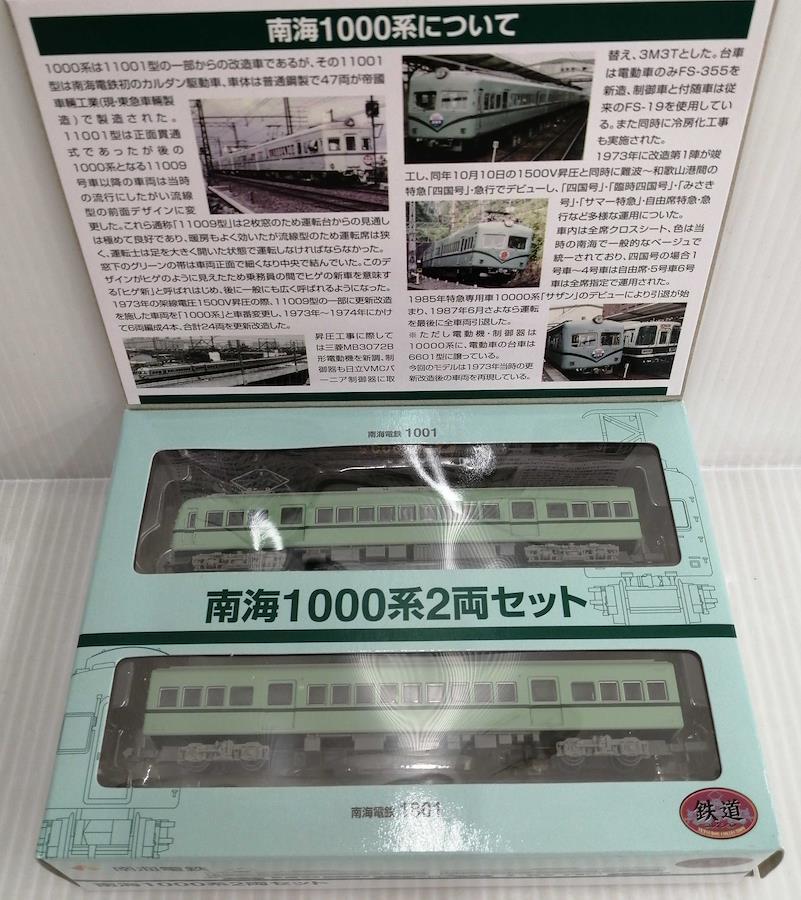 南海1000系について
1000系は11001型の一部からの改造車であるが、その11001
型は南海電鉄初のカルダン駆動車、車体は普通鋼製で47両が帝國
車輛工業(現・東急車輛製
造)で製造された。
11001型は正面貫通
式であったが後の
1000系となる11009
号車以降の車両は当時
の流行にしたがい流線
型の前面デザインに変
更した。これら通称「11009型」は2枚窓のため運転台からの見通し
は極めて良好であり、暖房もよく効いたが流線型のため運転席は狭
く、運転士は足を大きく開いた状態で運転しなければならなかった。
窓下のグリーンの帯は車両正面で細くなり中央で結んでいた。このデ
ザインがヒゲのように見えたため乗務員の間でヒゲの新車を意味す
る「ヒゲ新」と呼ばれはじめ、後に一般にも広く呼ばれるようになった。
1973年の架線電圧1500V昇圧の際、11009型の一部に更新改造
を施した車両を「1000系」と車番変更し、1973年~1974年にかけ
て6両編成4本、合計24両を更新改造した。
昇圧工事に際して
は三菱MB3072B
形電動機を新調、制
御器も日立VMCバ
ーニア制御器に取
替え、3M3Tとした。台車
は電動車のみFS-355を
新造、制御車と付随車は従
来のFS-19を使用してい
る。また同時に冷房化工事
も実施された。
1973年に改造第1陣が竣
工し、同年10月10日の1500V昇圧と同時に難波~和歌山港間の
特急「四国号」・急行でデビューし、「四国号」・「臨時四国号」・「みさき
号」・「サマー特急」・自由席特急・急
行など多様な運用についた。
車内は全席クロスシート、色は当
時の南海で一般的なベージュで
統一されており、四国号の場合1
号車~4号車は自由席・5号車6号
車は全席指定で運用された。
1985年特急専用車10000系「サザン」のデビューにより引退が始
まり、1987年6月さよなら運転
を最後に全車両引退した。
※ただし電動機・制御器は
10000系に、電動車の台車は
6601型に譲っている。
今回のモデルは1973年当時の更
新改造後の車両を再現している。
南海電鉄 1001
南海1000系2両セット
南海電鉄 1801
鉄道
コレクション
TETSUDOU COLLECTION
南海電鉄
南海1000系2両セット